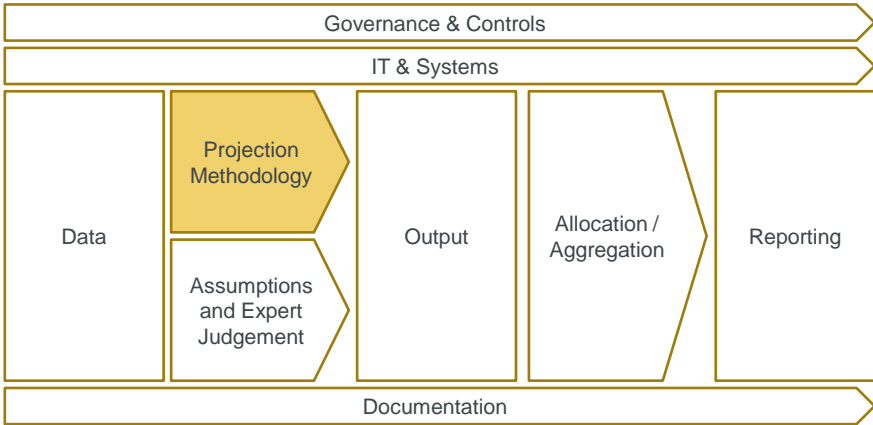 Governance & Controls
IT & Systems
Data
Projection
Methodology
Assumptions
and Expert
Judgement
Output
Allocation /
Aggregation
Reporting
Documentation